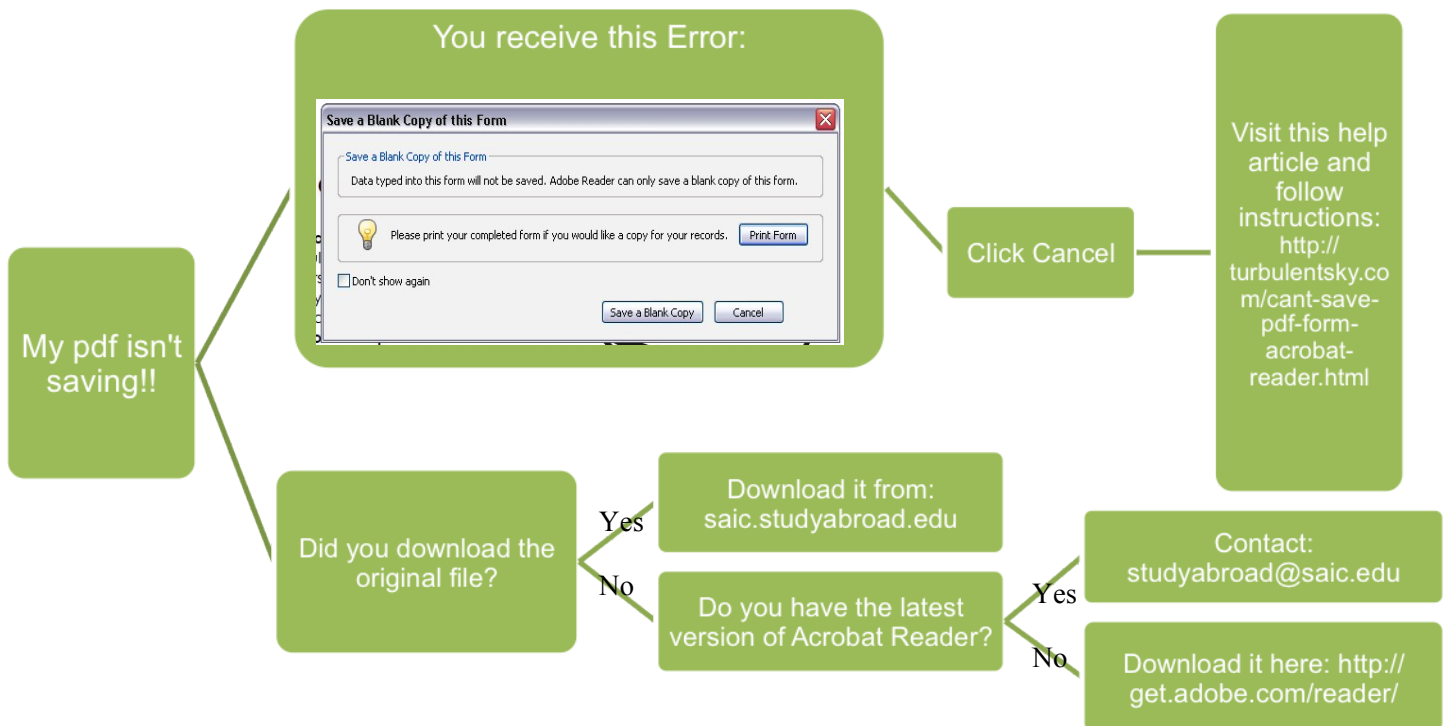 You receive this Error:
Save a Blank Copy of this Form
Save a Blank Copy of this Form
Data typed into this form will not be saved. Adobe Reader can only save a blank copy of this form.
Please print your completed form if you would like a copy for your records.
Print Form
Don't show again
Save a Blank Copy
Cancel
Click Cancel
Visit this help
article and
follow
instructions:
http://
turbulentsky.co
m/cant-save-
pdf-form-
acrobat-
reader.html
My pdf isn't
saving!!
Did you download the
original file?
Yes
Download it from:
saic.studyabroad.edu
No
Do you have the latest
version of Acrobat Reader?
Yes
Contact:
studyabroad@saic.edu
No
Download it here: http://
get.adobe.com/reader/